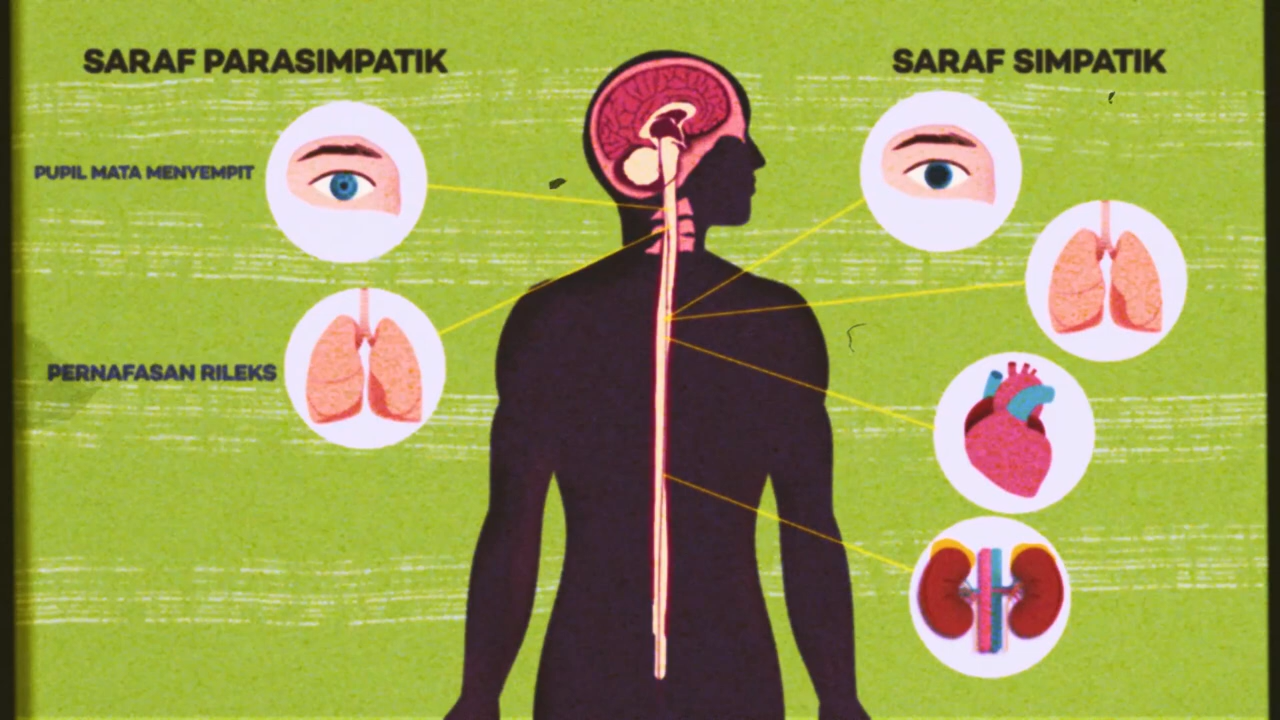 SARAF PARASIMPATIK
SARAF SIMPATIK
PUPIL MATA MENYEMPIT
PERNAFASAN RILEKS